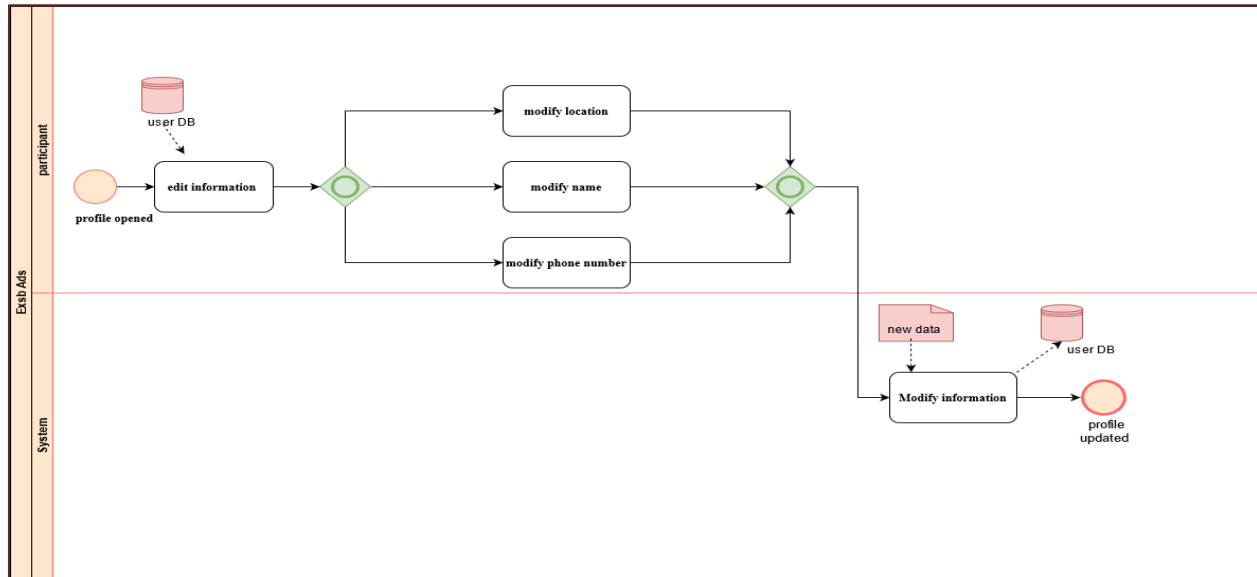 Exsb Ads
participant
System
user DB
profile opened
edit information
modify location
modify name
modify phone number
new data
user DB
Modify information
profile
updated